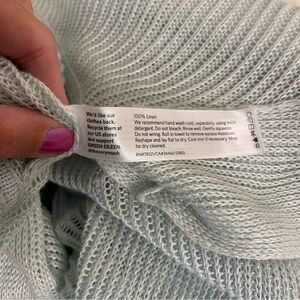 We'd like our
clothes back.
Recycle them at
our US stores
and support
GREEN EILEEN.
100% Linen
We recommend hand wash cold, separately, using mild
detergent. Do not bleach. Rinse well. Gently squeeze.
Do not wring. Roll in towel to remove excess moisture.
Reshape and lay flat to dry. Cool iron if necessary. May
be dry cleaned.